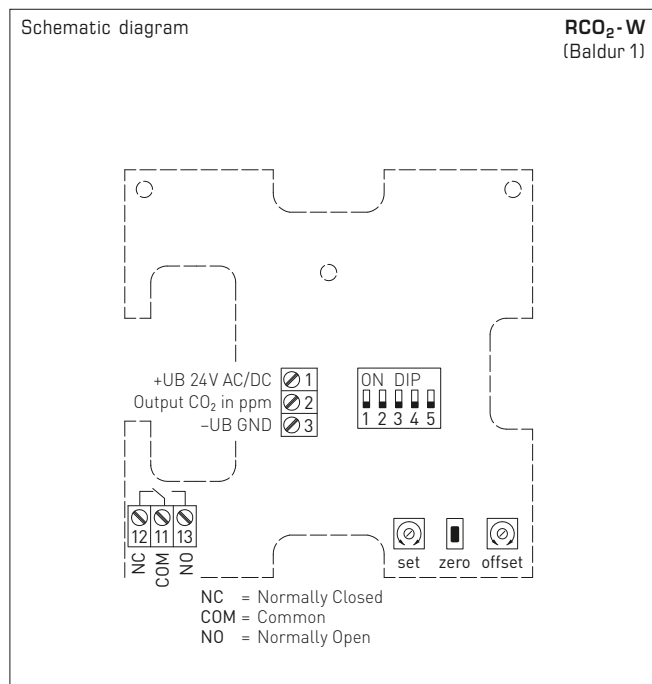 Schematic diagram
RCO₂-W
(Baldur 1)
+UB 24V AC/DC 1
Output CO₂ in ppm 2
–UB GND 3
ON DIP
1 2 3 4 5
12 11 13
NC COM NO
set zero offset
NC = Normally Closed
COM = Common
NO = Normally Open